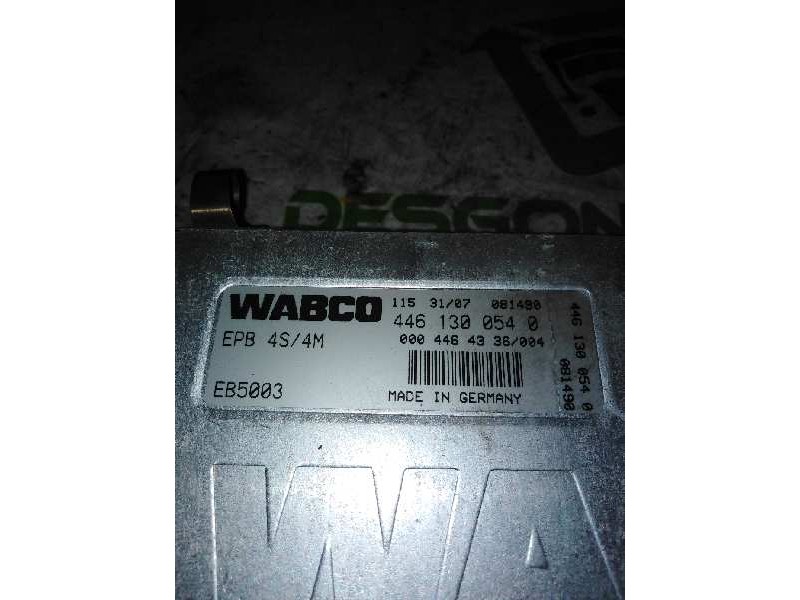 DESGON
WABCO
115 31/07 081490
446 130 054 0
EPB 4S/4M
000 446 43 36/004
EB5003
MADE IN GERMANY
446 130 054 0
081490
WA